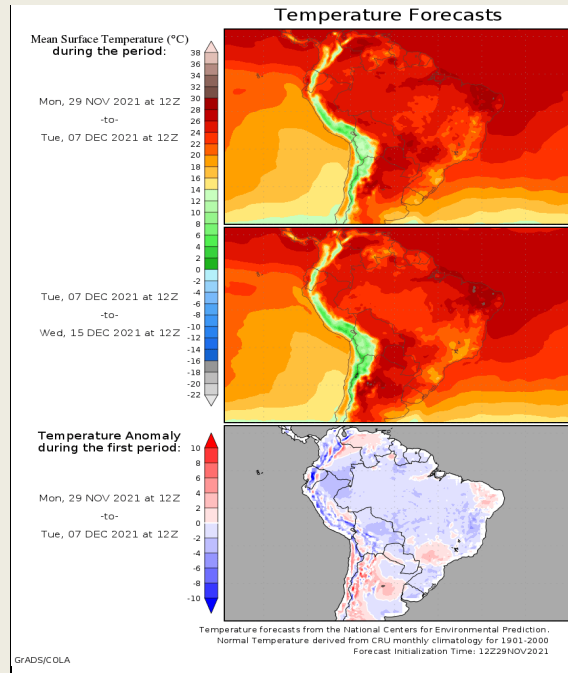 Temperature Forecasts
Mean Surface Temperature (°C)
during the period:
Mon, 29 NOV 2021 at 12Z
-to-
Tue, 07 DEC 2021 at 12Z
38
36
34
32
30
28
26
24
22
20
18
16
14
12
10
8
6
4
2
0
-2
-4
-6
-8
-10
-12
-14
-16
-18
-20
-22
Tue, 07 DEC 2021 at 12Z
-to-
Wed, 15 DEC 2021 at 12Z
Temperature Anomaly
during the first period:
Mon, 29 NOV 2021 at 12Z
-to-
Tue, 07 DEC 2021 at 12Z
10
8
6
4
2
0
-2
-4
-6
-8
-10
Temperature forecasts from the National Centers for Environmental Prediction.
Normal Temperature derived from CRU monthly climatology for 1901-2000
Forecast Initialization Time: 12Z29NOV2021
GrADS/COLA